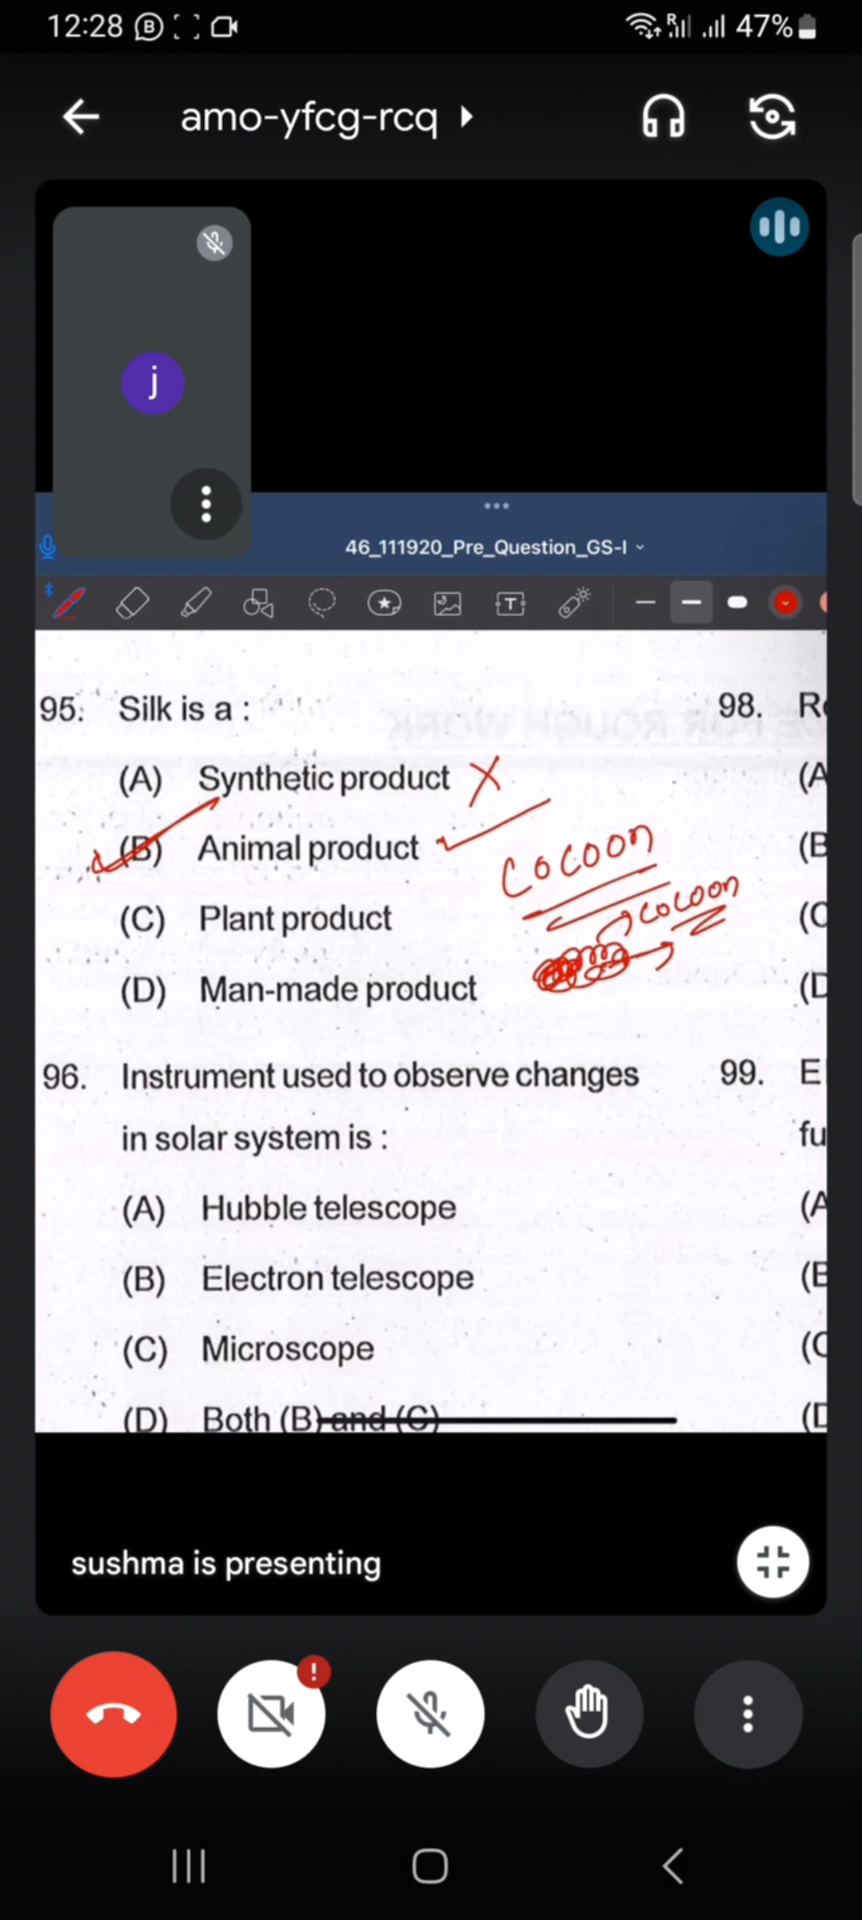 12:28
47%
amo-yfcg-rcq
j
46_111920_Pre_Question_GS-I
95. Silk is a :
(A) Synthetic product X
(B) Animal product
(C) Plant product
(D) Man-made product
Cocoon
cocoon
96. Instrument used to observe changes
in solar system is :
(A) Hubble telescope
(B) Electron telescope
(C) Microscope
(D) Both (B) and (C)
98.
(A
(B
(C
(D
99. E
fu
(A
(B
(C
(D
sushma is presenting